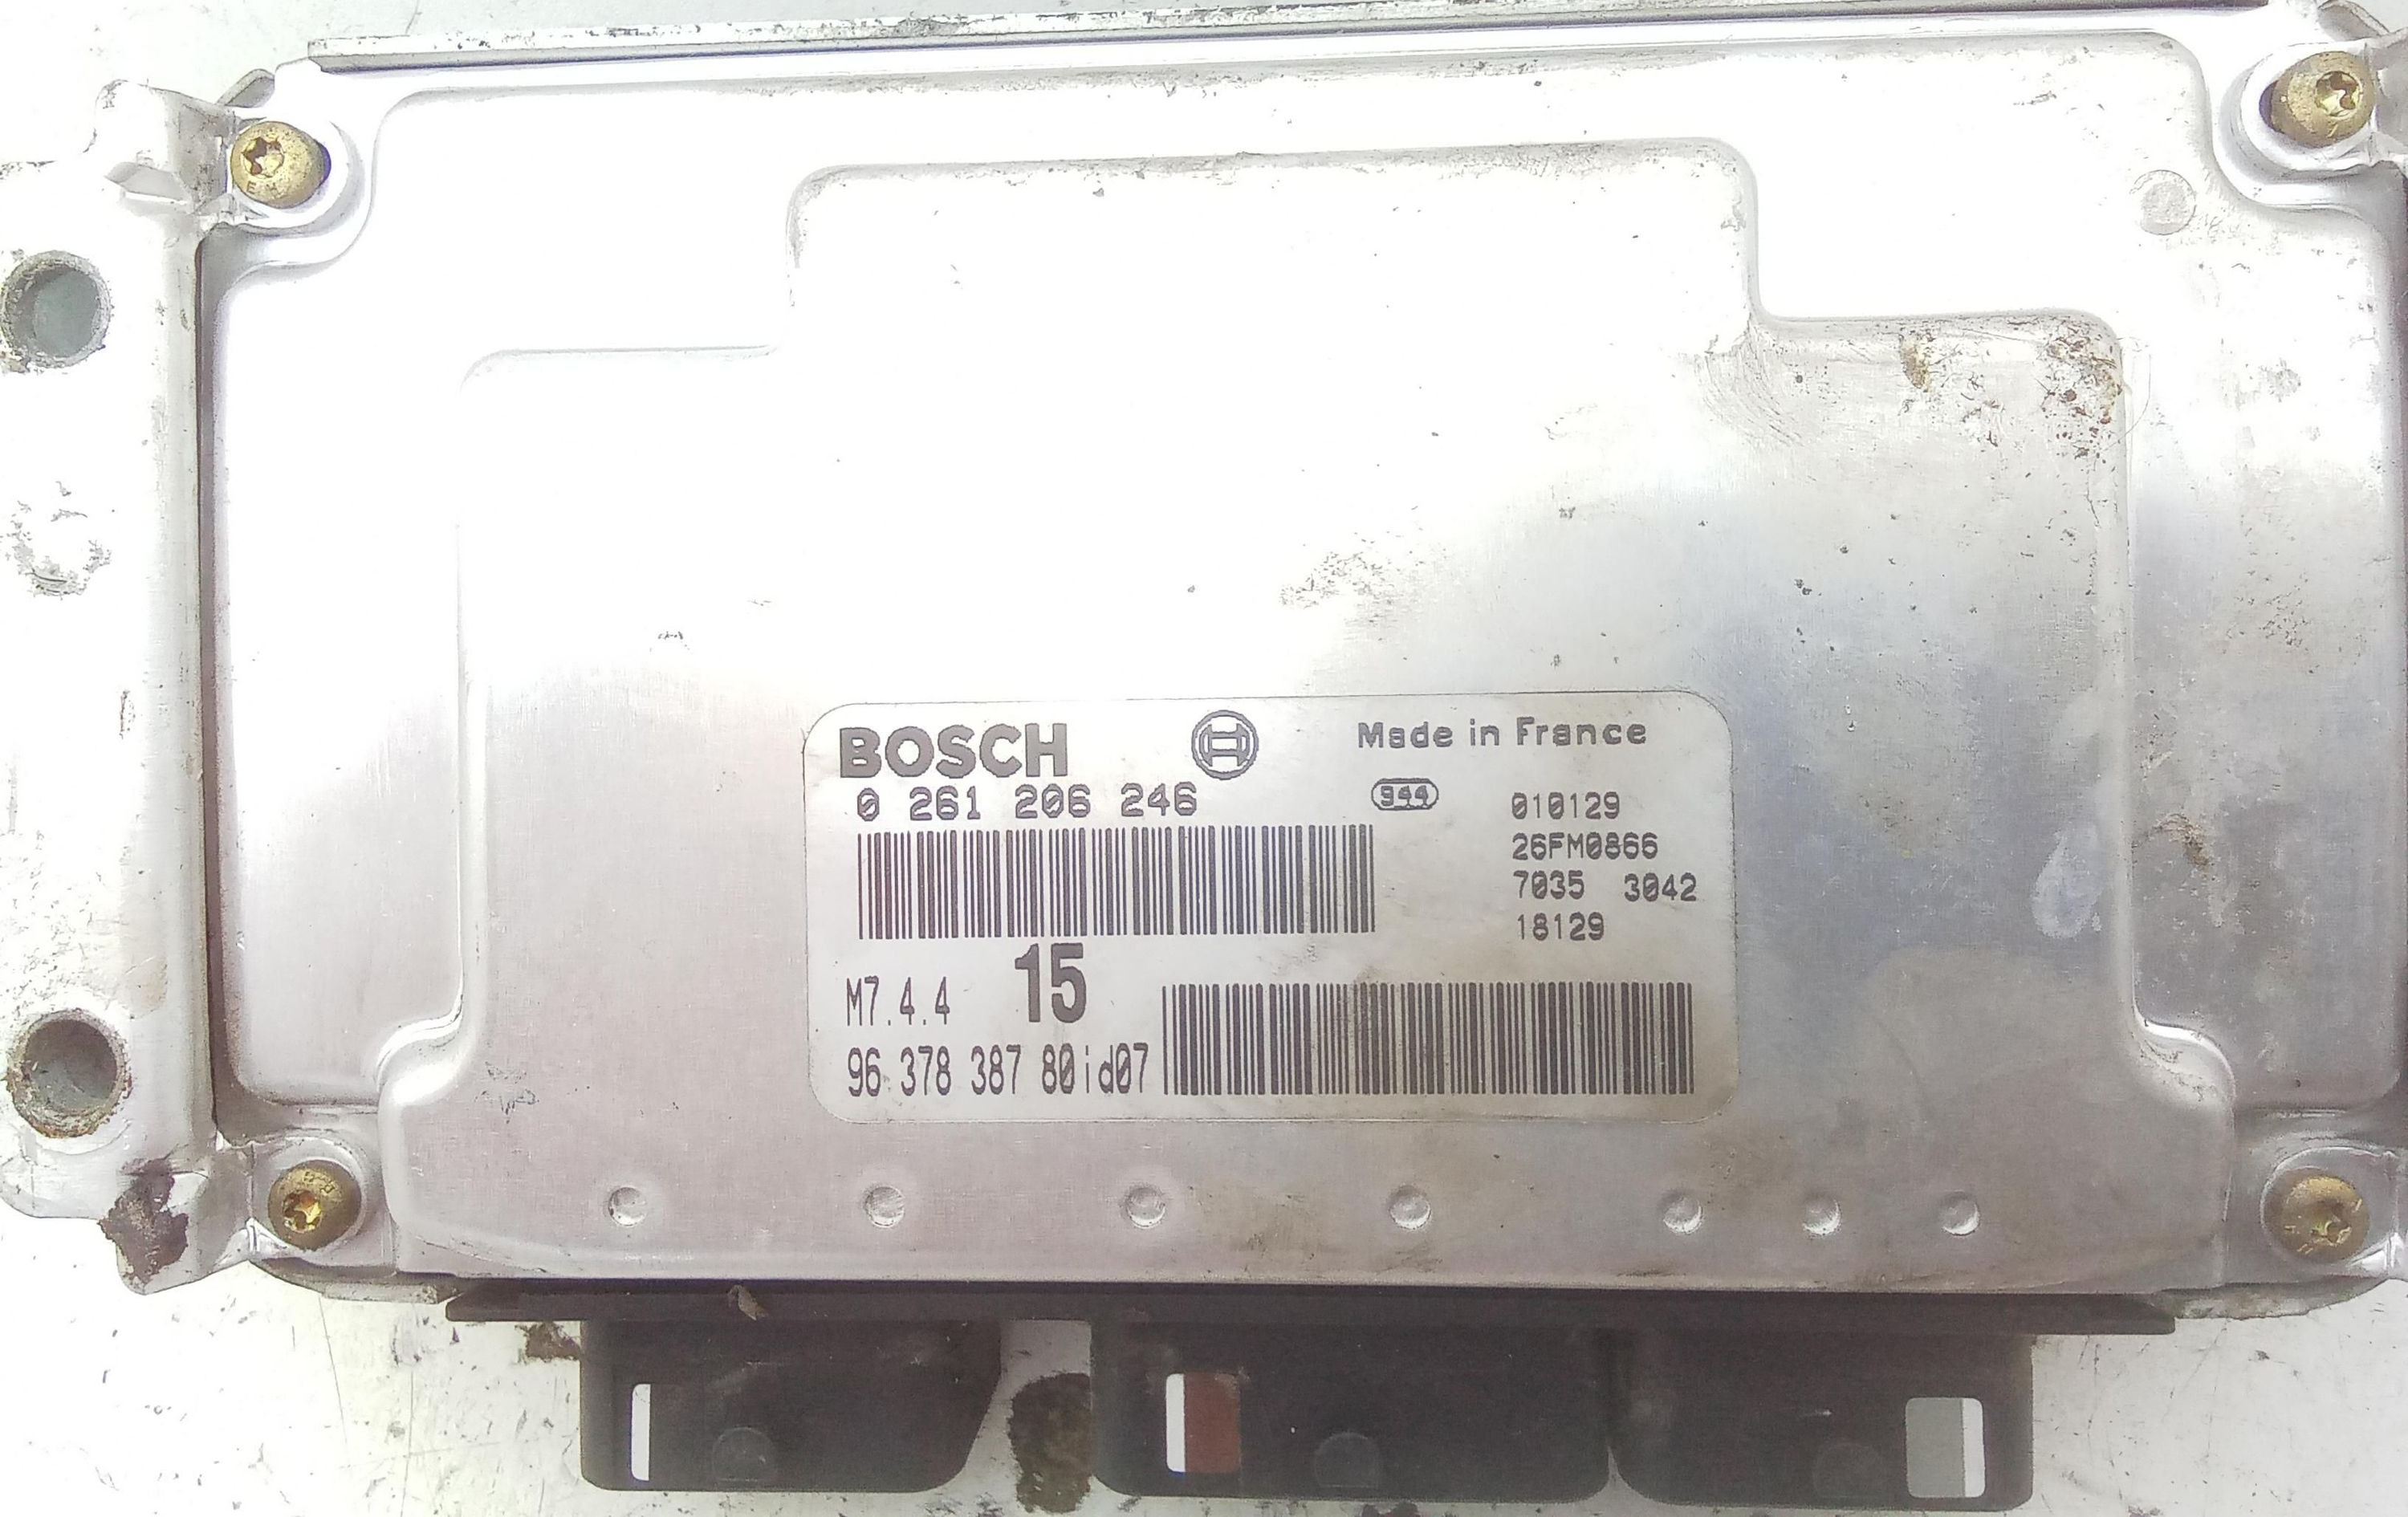 BOSCH
Made in France
0 261 206 246
944
010129
26FM0866
7035 3042
18129
M7.4.4
15
96 378 387 80id07